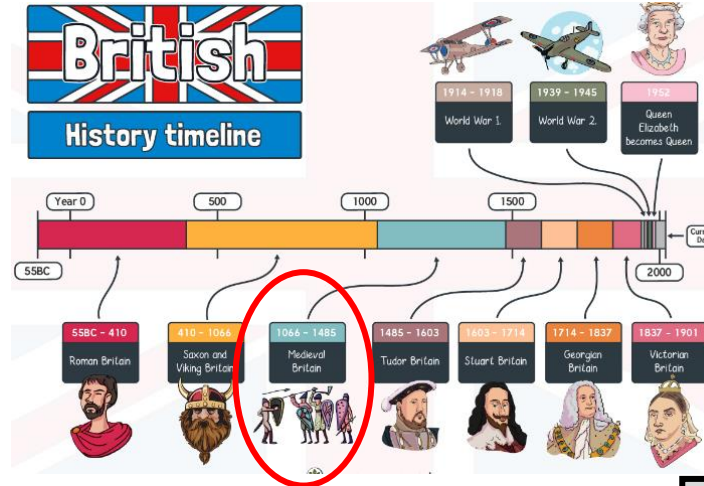 British
History timeline
1914 - 1918
World War 1.
1939 - 1945
World War 2.
1952
Queen
Elizabeth
becomes Queen
Year 0
500
1000
1500
55BC
2000
55BC - 410
Roman Britain
410 - 1066
Saxon and
Viking Britain
1066 - 1485
Medieval
Britain
1485 - 1603
Tudor Britain
1603 - 1714
Stuart Britain
1714 - 1837
Georgian
Britain
1837 - 1901
Victorian
Britain